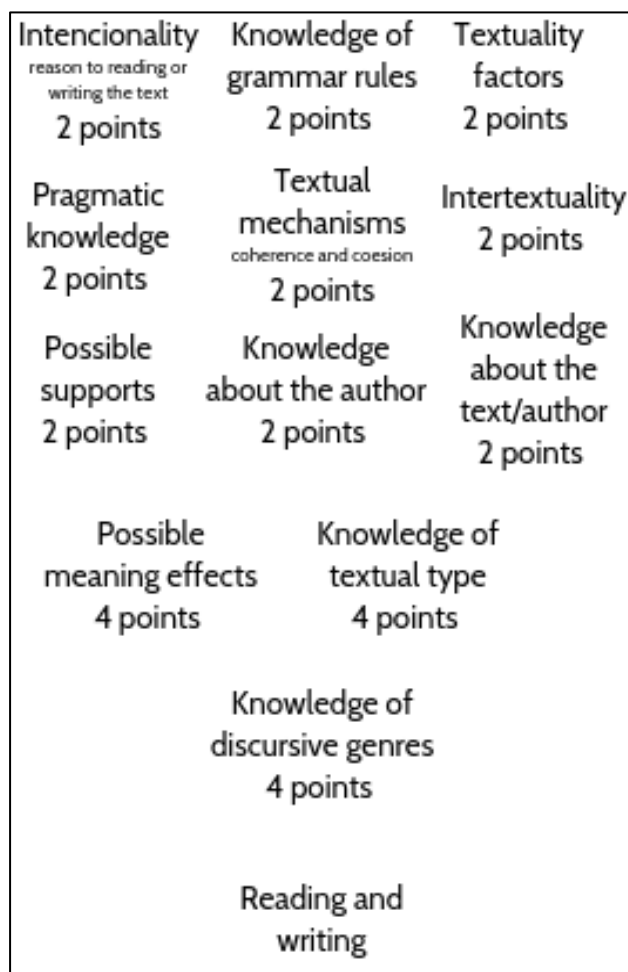 Intencionality
reason to reading or
writing the text
2 points
Knowledge of
grammar rules
2 points
Textuality
factors
2 points
Pragmatic
knowledge
2 points
Textual
mechanisms
coherence and coesion
2 points
Intertextuality
2 points
Possible
supports
2 points
Knowledge
about the author
2 points
Knowledge
about the
text/author
2 points
Possible
meaning effects
4 points
Knowledge of
textual type
4 points
Knowledge of
discursive genres
4 points
Reading and
writing